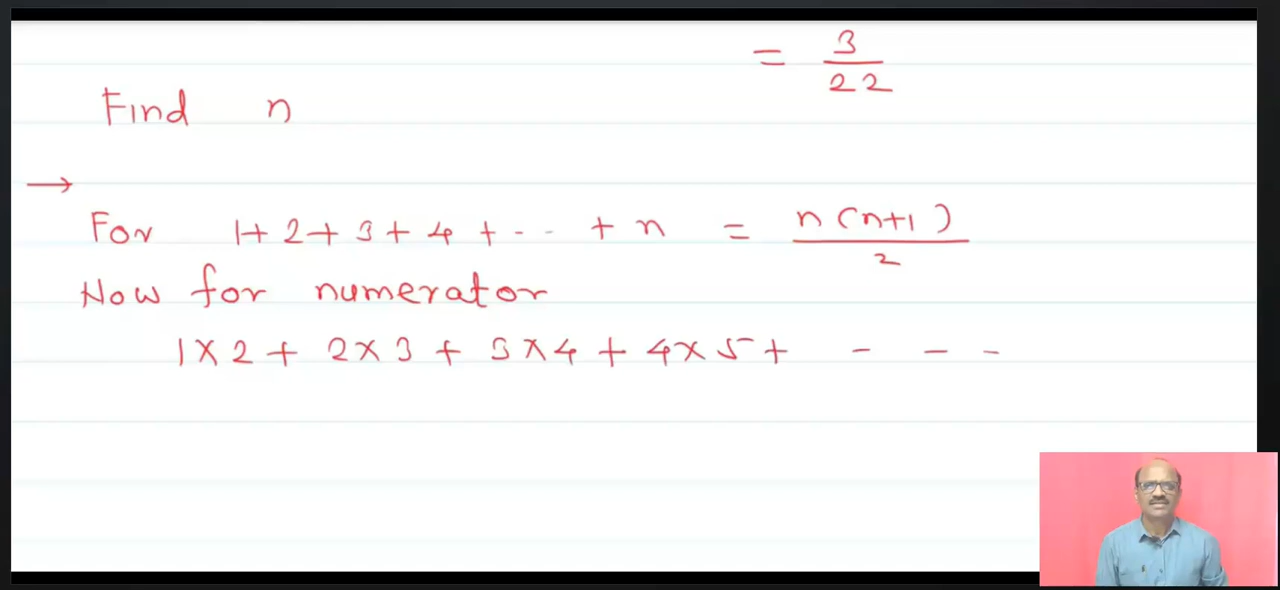 = 3/22
Find n
→
For 1+2+3+4+-- +n = n(n+1)/2
Now for numerator
1×2+ 2×3+ 3×4+ 4×5+ - - -